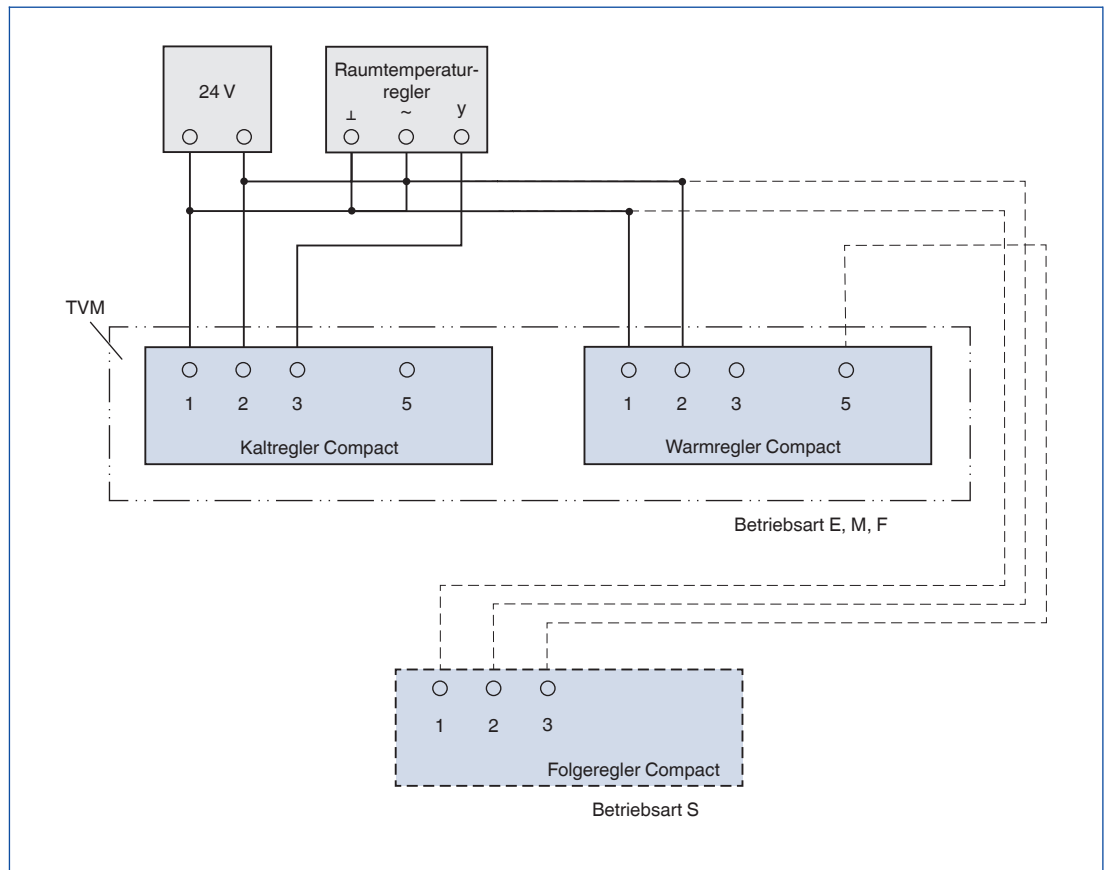 24 V
Raumtemperatur-
regler
⊥ ~ y
TVM
1 2 3 5
Kaltregler Compact
1 2 3 5
Warmregler Compact
Betriebsart E, M, F
1 2 3
Folgeregler Compact
Betriebsart S